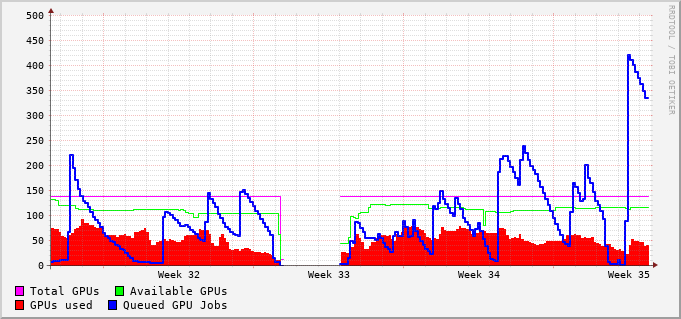 500
450
400
350
300
250
200
150
100
50
0
Week 32 Week 33 Week 34 Week 35
Total GPUs Available GPUs
GPUs used Queued GPU Jobs
RRDTOOL / TOBI OETIKER